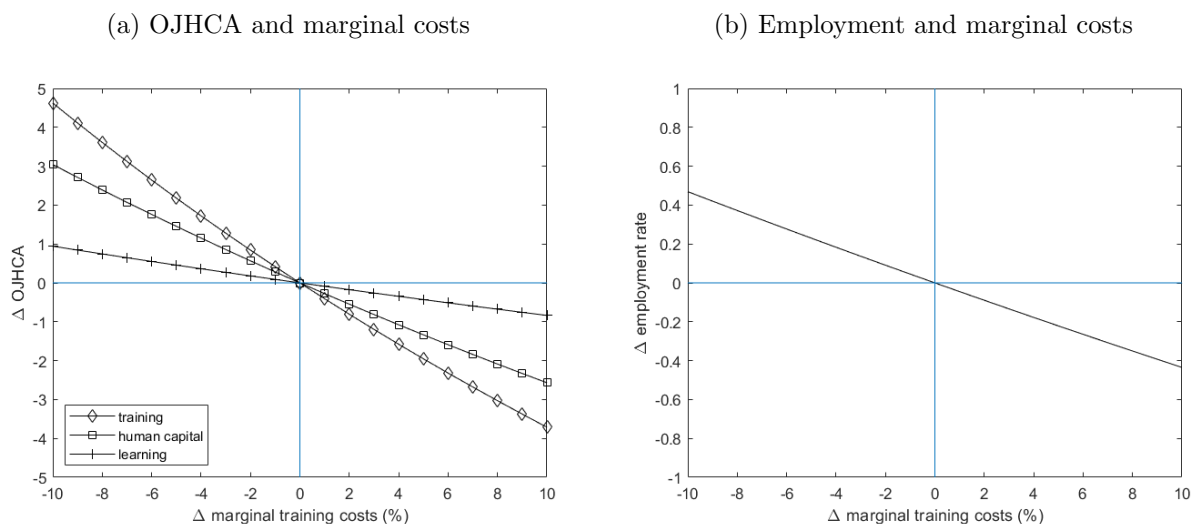 (a) OJHCA and marginal costs
5
4
3
2
1
0
-1
-2
-3
-4
-5
Δ OJHCA
training
human capital
learning
-10 -8 -6 -4 -2 0 2 4 6 8 10
Δ marginal training costs (%)
(b) Employment and marginal costs
1
0.8
0.6
0.4
0.2
0
-0.2
-0.4
-0.6
-0.8
-1
Δ employment rate
-10 -8 -6 -4 -2 0 2 4 6 8 10
Δ marginal training costs (%)